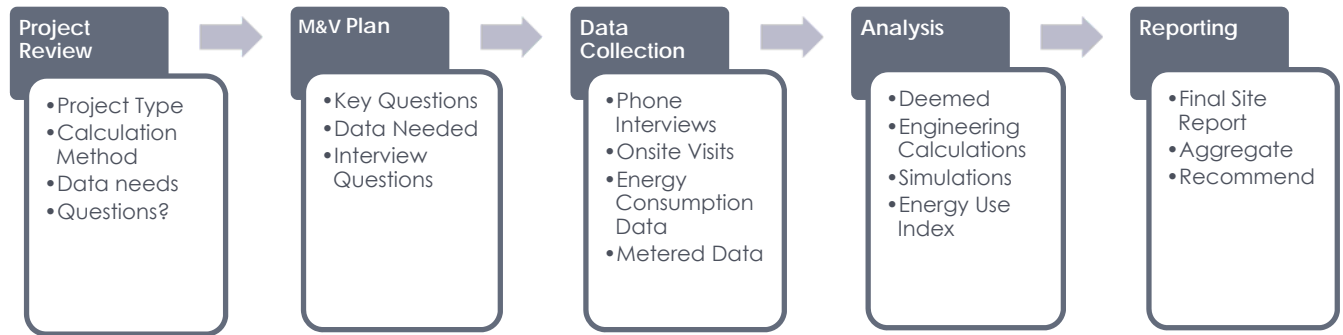 Project
Review
•Project Type
•Calculation
Method
•Data needs
•Questions?
M&V Plan
•Key Questions
•Data Needed
•Interview
Questions
Data
Collection
•Phone
Interviews
•Onsite Visits
•Energy
Consumption
Data
•Metered Data
Analysis
•Deemed
•Engineering
Calculations
•Simulations
•Energy Use
Index
Reporting
•Final Site
Report
•Aggregate
•Recommend